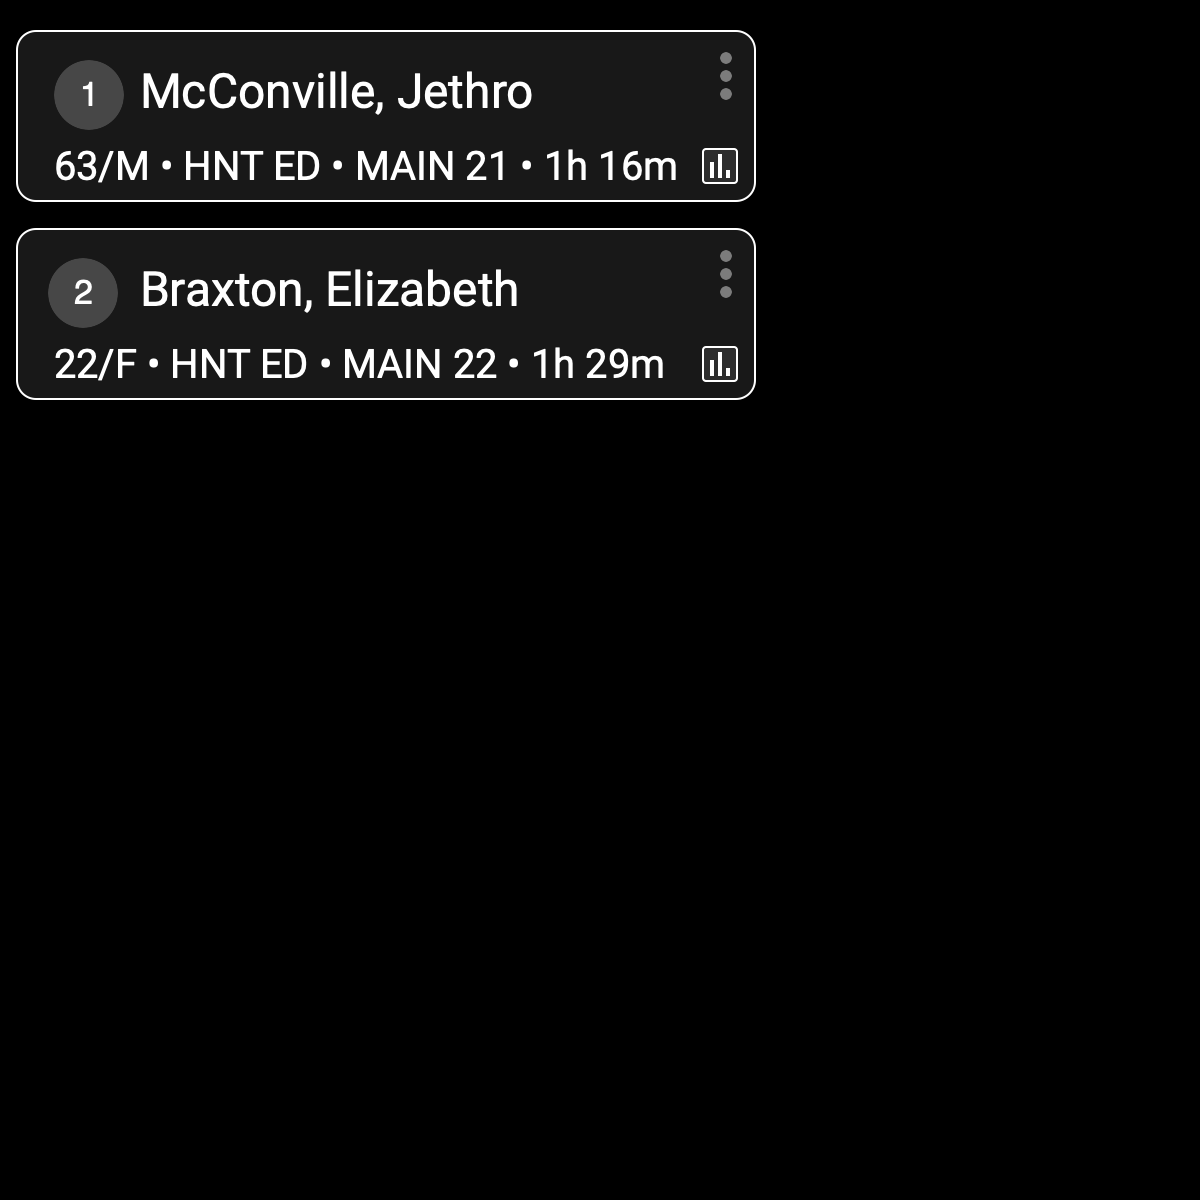 1 McConville, Jethro
63/M • HNT ED • MAIN 21 • 1h 16m
2 Braxton, Elizabeth
22/F • HNT ED • MAIN 22 • 1h 29m